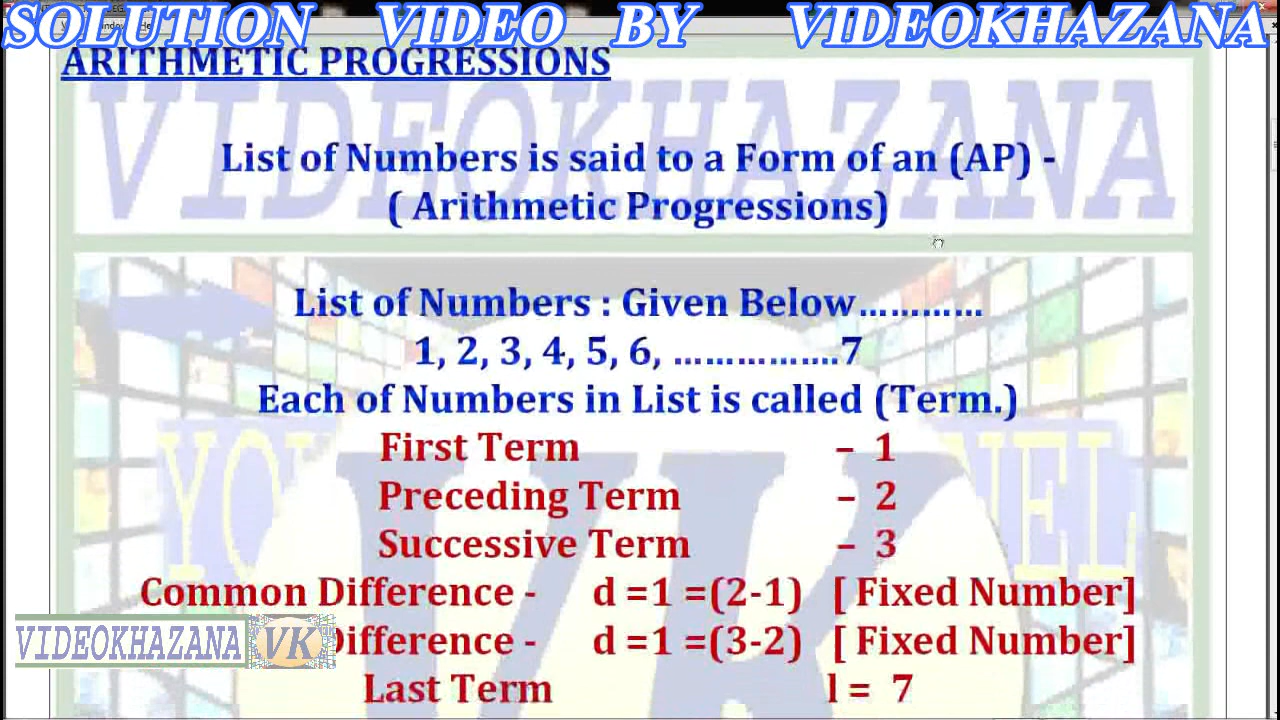 SOLUTION VIDEO BY VIDEOKHAZANA
ARITHMETIC PROGRESSIONS
VIDEOKHAZANA
List of Numbers is said to a Form of an (AP) -
( Arithmetic Progressions)
List of Numbers : Given Below…………
1, 2, 3, 4, 5, 6, …………….7
Each of Numbers in List is called (Term.)
First Term – 1
Preceding Term – 2
Successive Term – 3
Common Difference - d =1 =(2-1) [ Fixed Number]
Difference - d =1 =(3-2) [ Fixed Number]
VIDEOKHAZANA VK
Last Term l = 7